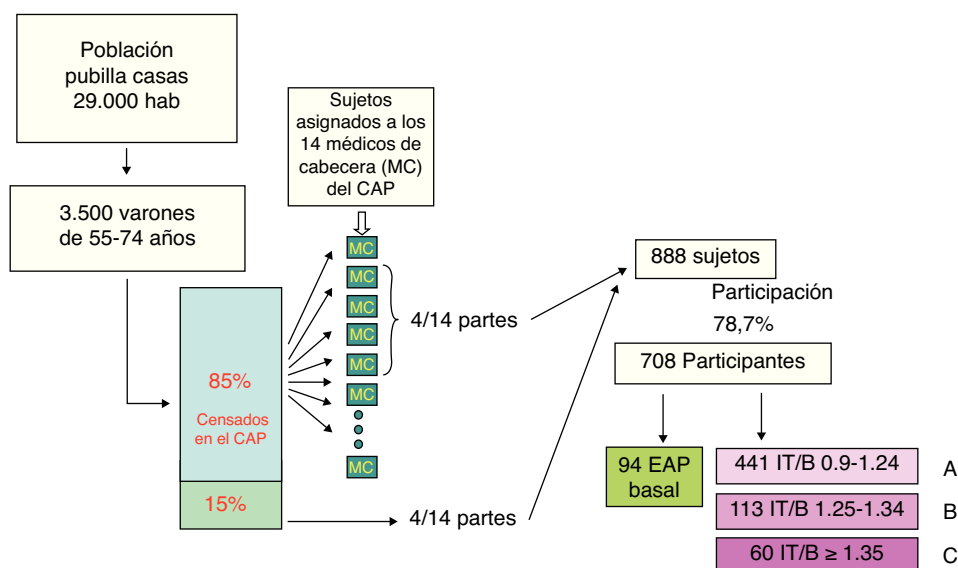 Población
pubilla casas
29.000 hab
3.500 varones
de 55-74 años
85%
Censados
en el CAP
15%
Sujetos
asignados a los
14 médicos de
cabecera (MC)
del CAP
MC
MC
MC
MC
MC
MC
MC
4/14 partes
4/14 partes
888 sujetos
Participación
78,7%
708 Participantes
94 EAP
basal
441 IT/B 0.9-1.24 A
113 IT/B 1.25-1.34 B
60 IT/B ≥ 1.35 C